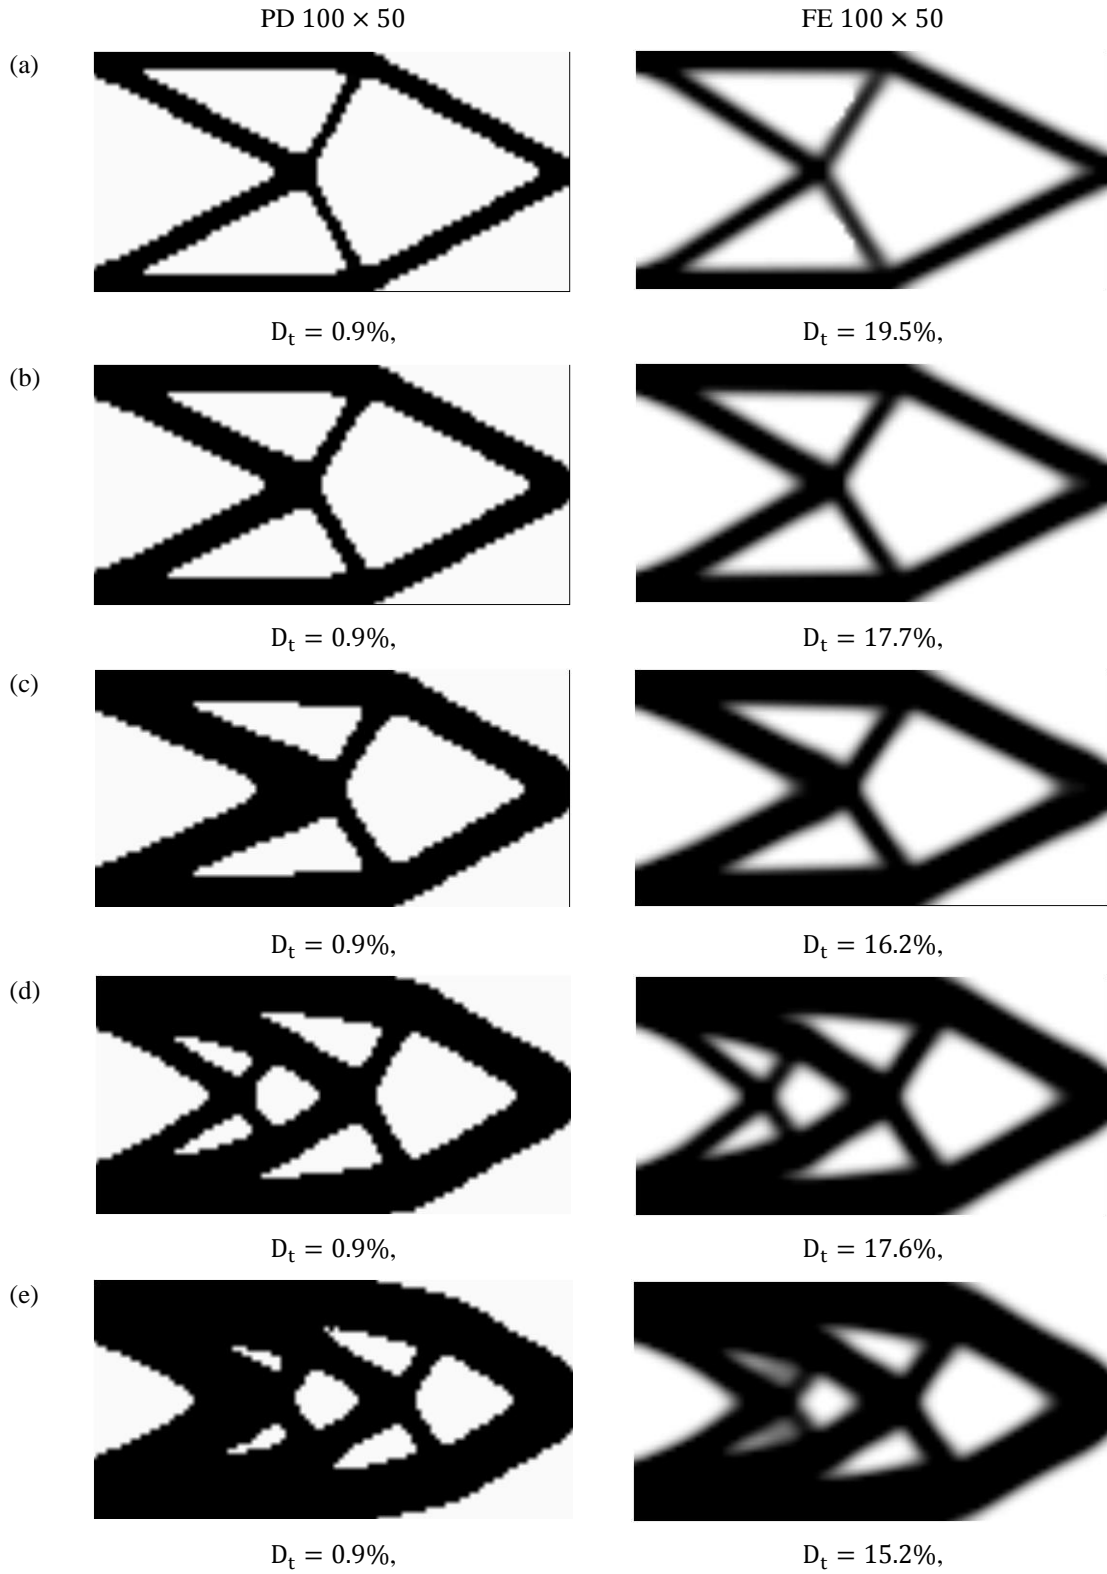 PD 100 × 50 FE 100 × 50
(a)
D_t = 0.9%, D_t = 19.5%,
(b)
D_t = 0.9%, D_t = 17.7%,
(c)
D_t = 0.9%, D_t = 16.2%,
(d)
D_t = 0.9%, D_t = 17.6%,
(e)
D_t = 0.9%, D_t = 15.2%,